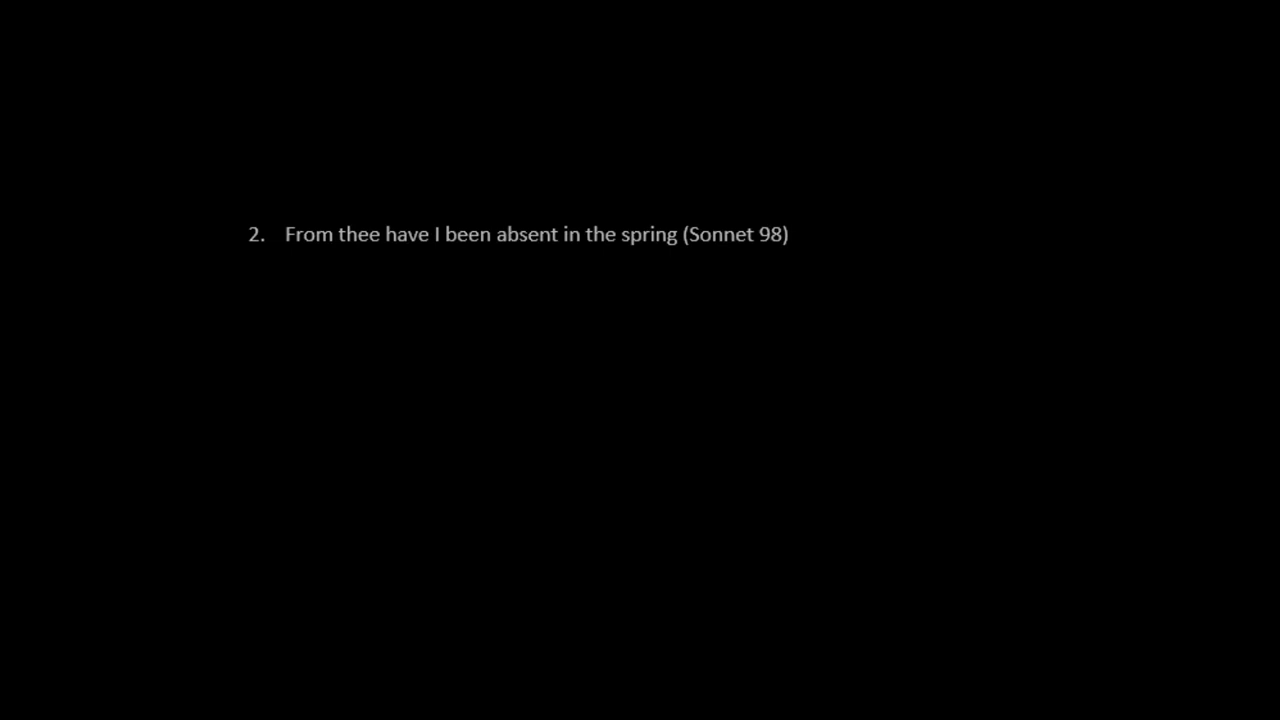 2. From thee have I been absent in the spring (Sonnet 98)